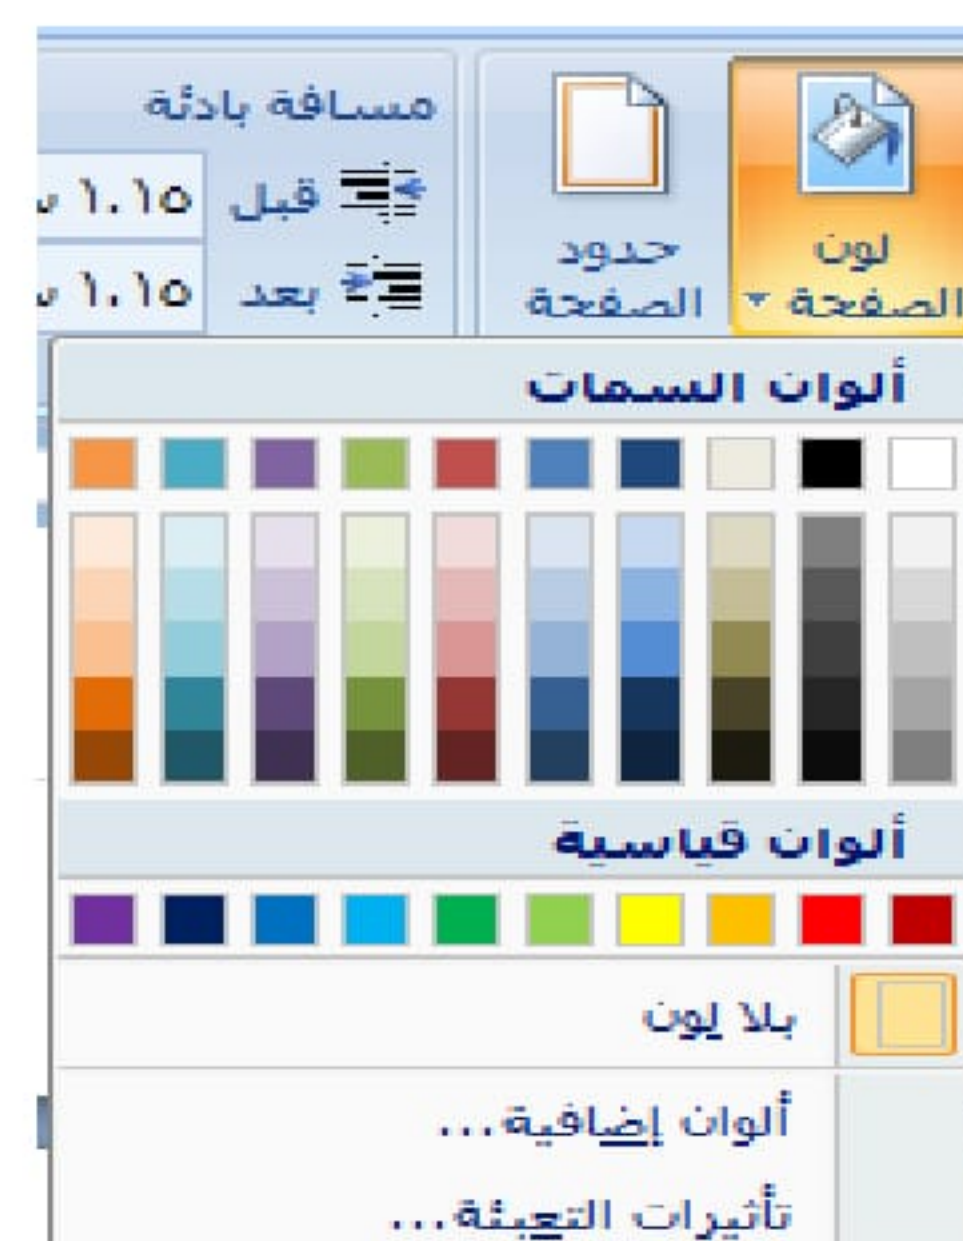 لون
الصفحة
حدود
الصفحة
مسافة بادئة
قبل ١.١٥
بعد ١.١٥
ألوان السمات
ألوان قياسية
بلا لون
ألوان إضافية...
تأثيرات التعبئة...